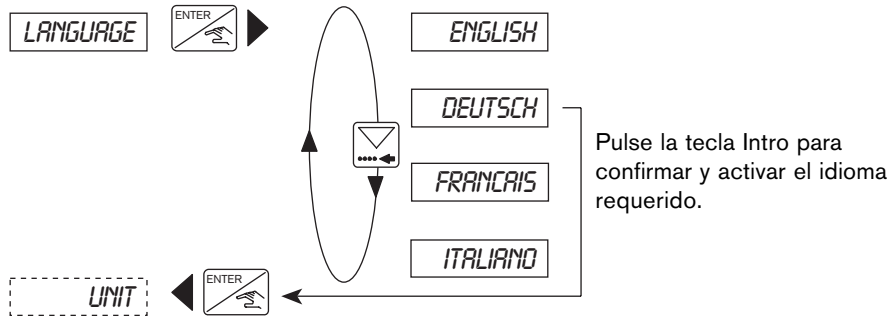 LANGUAGE
ENTER
ENGLISH
DEUTSCH
FRANCAIS
ITALIANO
Pulse la tecla Intro para
confirmar y activar el idioma
requerido.
UNIT
ENTER